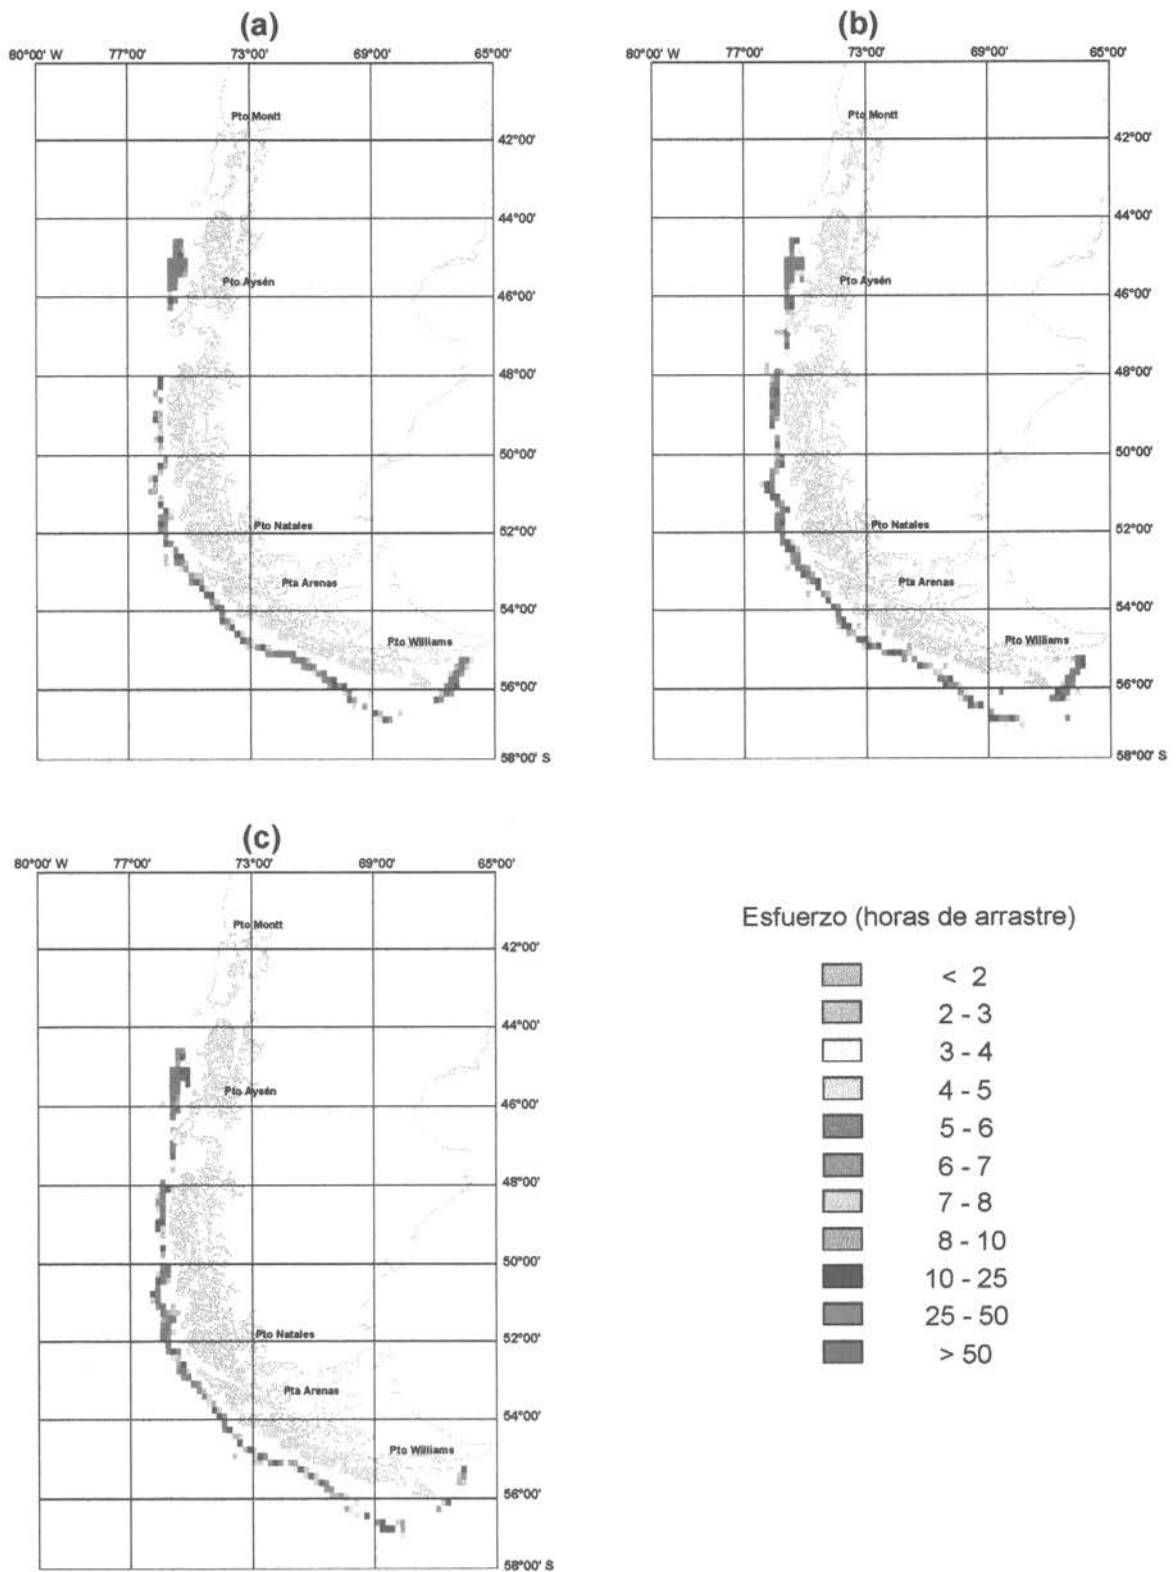 (a)
80°00' W 77°00' 73°00' 69°00' 65°00'
Pto Montt
42°00'
44°00'
Pto Aysén
46°00'
48°00'
50°00'
Pto Natales
52°00'
Pta Arenas
54°00'
Pto Williams
56°00'
58°00' S
(b)
80°00' W 77°00' 73°00' 69°00' 65°00'
Pto Montt
42°00'
44°00'
Pto Aysén
46°00'
48°00'
50°00'
Pto Natales
52°00'
Pta Arenas
54°00'
Pto Williams
56°00'
58°00' S
(c)
80°00' W 77°00' 73°00' 69°00' 65°00'
Pto Montt
42°00'
44°00'
Pto Aysén
46°00'
48°00'
50°00'
Pto Natales
52°00'
Pta Arenas
54°00'
Pto Williams
56°00'
58°00' S
Esfuerzo (horas de arrastre)
< 2
2 - 3
3 - 4
4 - 5
5 - 6
6 - 7
7 - 8
8 - 10
10 - 25
25 - 50
> 50